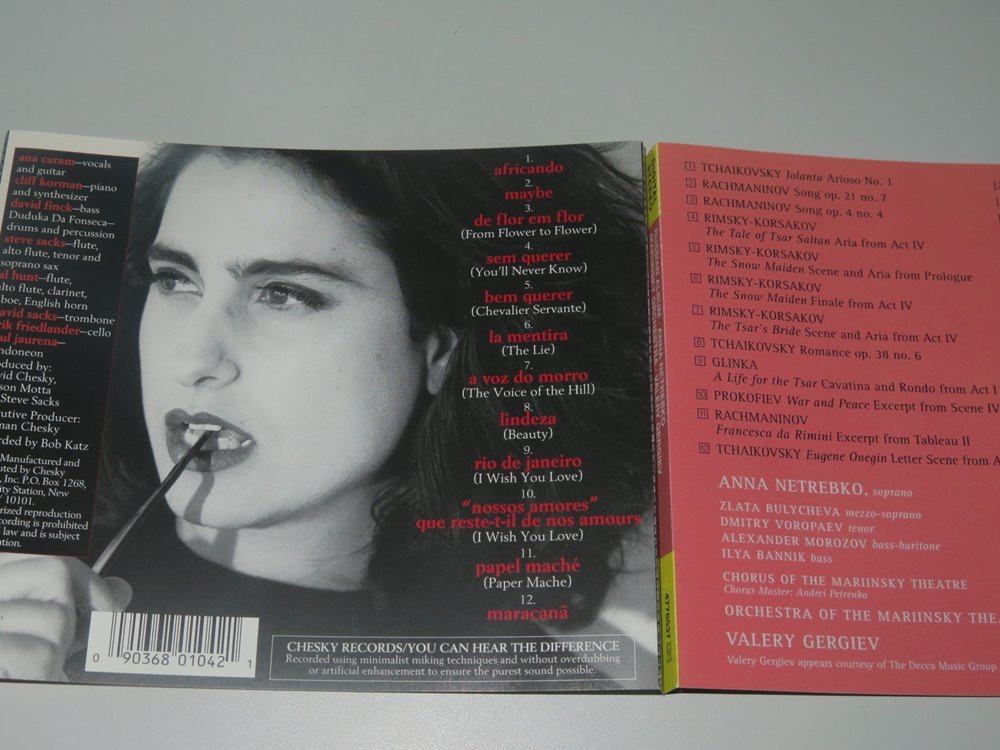 ana caram—vocals
and guitar
cliff korman—piano
and synthesizer
david finck—bass
Duduka Da Fonseca—
drums and percussion
steve sacks—flute,
alto flute, tenor and
soprano sax
al hunt—flute,
alto flute, clarinet,
oboe, English horn
david sacks—trombone
erik friedlander—cello
ul jaurena—
ndoneon
duced by:
vid Chesky,
son Motta
Steve Sacks
utive Producer:
man Chesky
rded by Bob Katz
Manufactured and
uted by Chesky
, Inc. P.O. Box 1268,
ity Station, New
10101.
rized reproduction
cording is prohibited
law and is subject
tion.
1.
africando
2.
maybe
3.
de flor em flor
(From Flower to Flower)
4.
sem querer
(You'll Never Know)
5.
bem querer
(Chevalier Servante)
6.
la mentira
(The Lie)
7.
a voz do morro
(The Voice of the Hill)
8.
lindeza
(Beauty)
9.
rio de janeiro
(I Wish You Love)
10.
"nossos amores"
que reste-t-il de nos amours
(I Wish You Love)
11.
papel maché
(Paper Mache)
12.
maracanã
0 90368 01042 1
CHESKY RECORDS/YOU CAN HEAR THE DIFFERENCE
Recorded using minimalist miking techniques and without overdubbing
or artificial enhancement to ensure the purest sound possible.
4776537
1 TCHAIKOVSKY Iolanta Arioso No. 1
2 RACHMANINOV Song op. 21 no. 7
3 RACHMANINOV Song op. 4 no. 4
4 RIMSKY-KORSAKOV
The Tale of Tsar Saltan Aria from Act IV
5 RIMSKY-KORSAKOV
The Snow Maiden Scene and Aria from Prologue
6 RIMSKY-KORSAKOV
The Snow Maiden Finale from Act IV
7 RIMSKY-KORSAKOV
The Tsar's Bride Scene and Aria from Act IV
8 TCHAIKOVSKY Romance op. 38 no. 6
9 GLINKA
A Life for the Tsar Cavatina and Rondo from Act I
10 PROKOFIEV War and Peace Excerpt from Scene IV
11 RACHMANINOV
Francesca da Rimini Excerpt from Tableau II
12 TCHAIKOVSKY Eugene Onegin Letter Scene from A
ANNA NETREBKO, soprano
ZLATA BULYCHEVA mezzo-soprano
DMITRY VOROPAEV tenor
ALEXANDER MOROZOV bass-baritone
ILYA BANNIK bass
CHORUS OF THE MARIINSKY THEATRE
Chorus Master: Andrei Petrenko
ORCHESTRA OF THE MARIINSKY THEA
VALERY GERGIEV
Valery Gergiev appears courtesy of The Decca Music Group